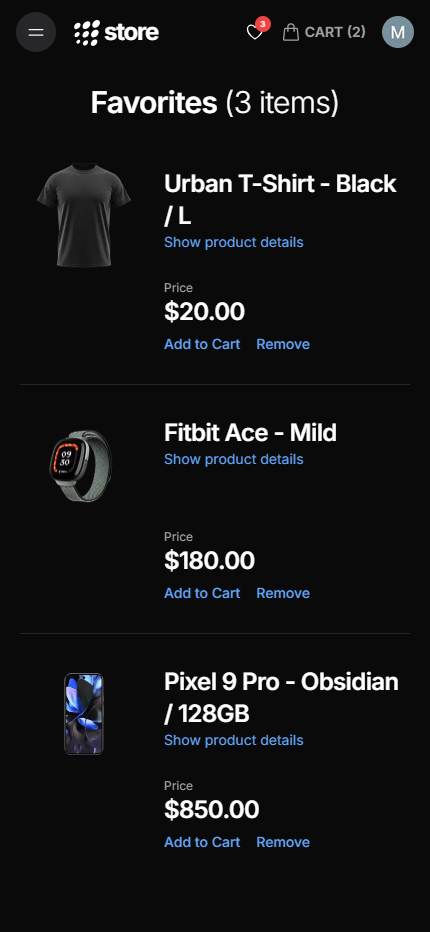 store
3
CART (2)
M
Favorites (3 items)
Urban T-Shirt - Black
/ L
Show product details
Price
$20.00
Add to Cart Remove
09
30
Fitbit Ace - Mild
Show product details
Price
$180.00
Add to Cart Remove
Pixel 9 Pro - Obsidian
/ 128GB
Show product details
Price
$850.00
Add to Cart Remove